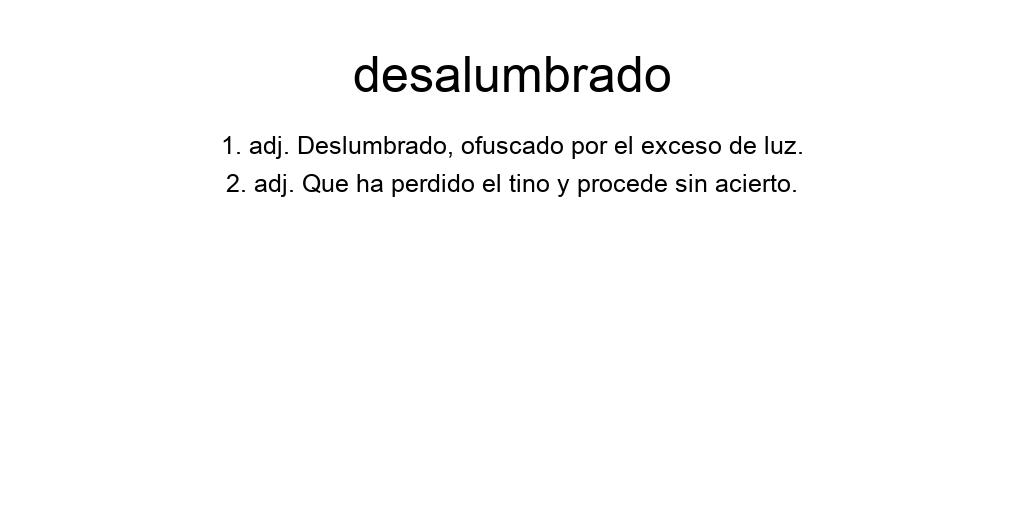 desalumbrado
1. adj. Deslumbrado, ofuscado por el exceso de luz.
2. adj. Que ha perdido el tino y procede sin acierto.